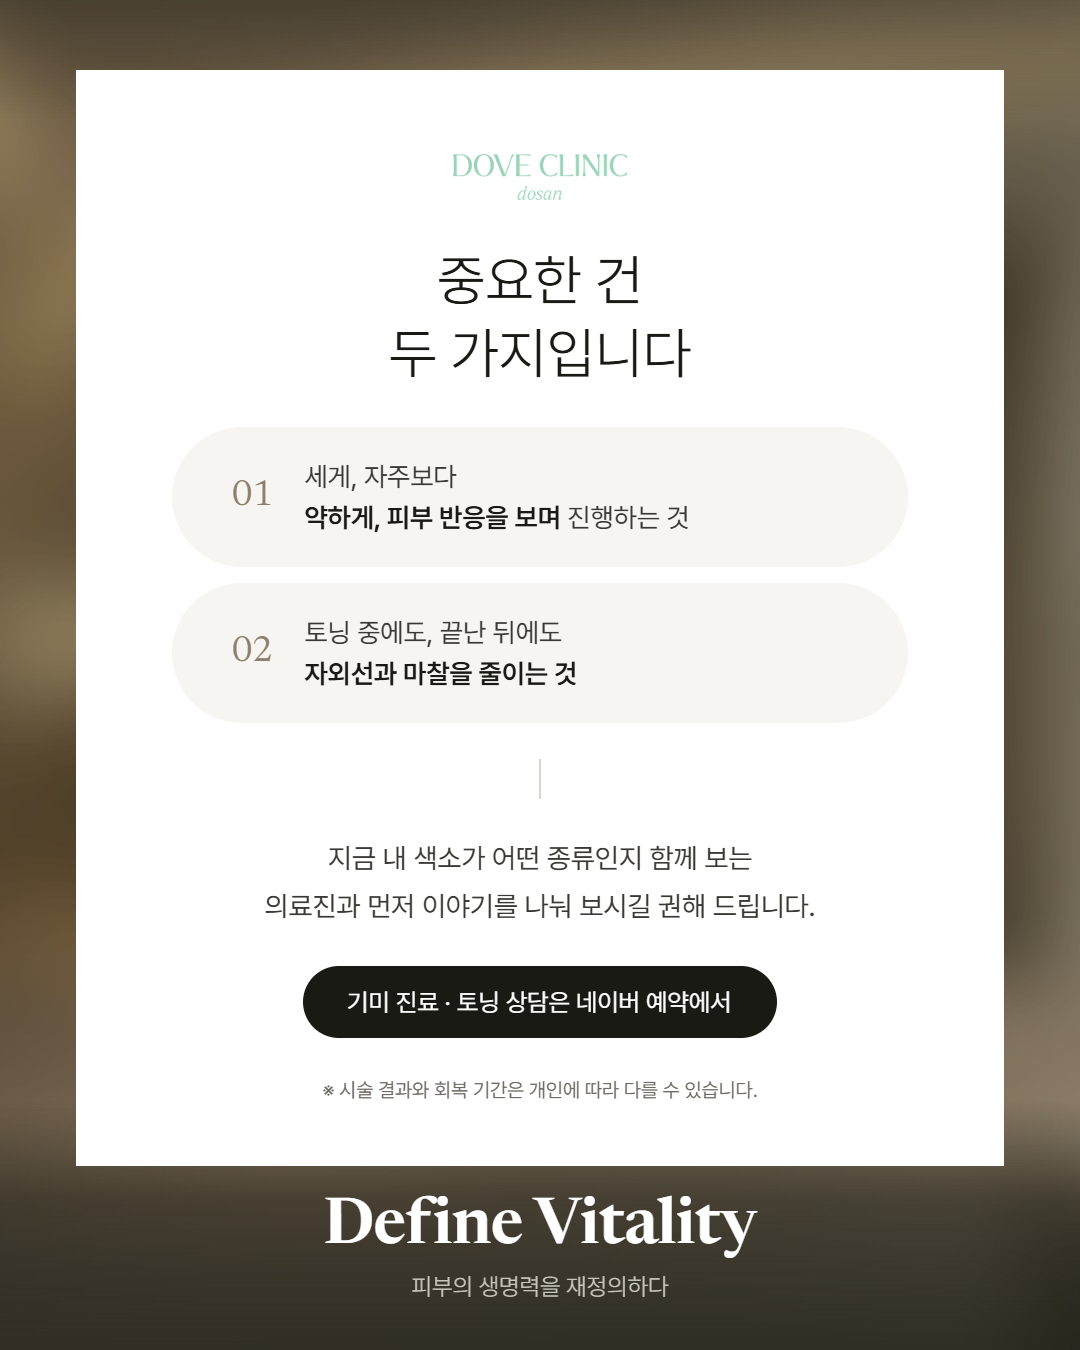 DOVE CLINIC
dosan
중요한 건
두 가지입니다
01
세게, 자주보다
약하게, 피부 반응을 보며 진행하는 것
02
토닝 중에도, 끝난 뒤에도
자외선과 마찰을 줄이는 것
지금 내 색소가 어떤 종류인지 함께 보는
의료진과 먼저 이야기를 나눠 보시길 권해 드립니다.
기미 진료 · 토닝 상담은 네이버 예약에서
※ 시술 결과와 회복 기간은 개인에 따라 다를 수 있습니다.
Define Vitality
피부의 생명력을 재정의하다